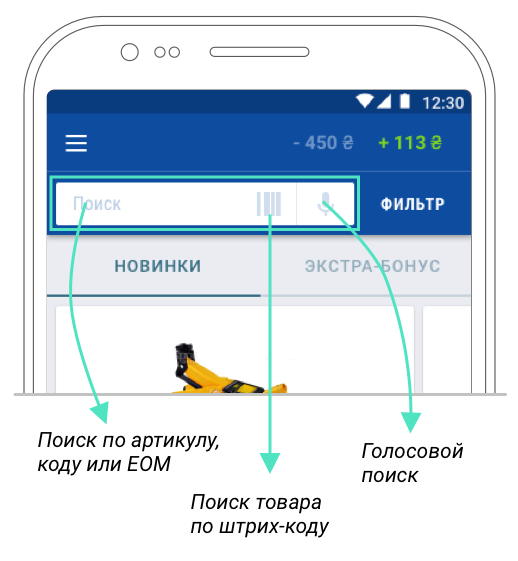 12:30
- 450 ₴ + 113 ₴
Поиск ФИЛЬТР
НОВИНКИ ЭКСТРА-БОНУС
Поиск по артикулу,
коду или ЕОМ
Голосовой
поиск
Поиск товара
по штрих-коду